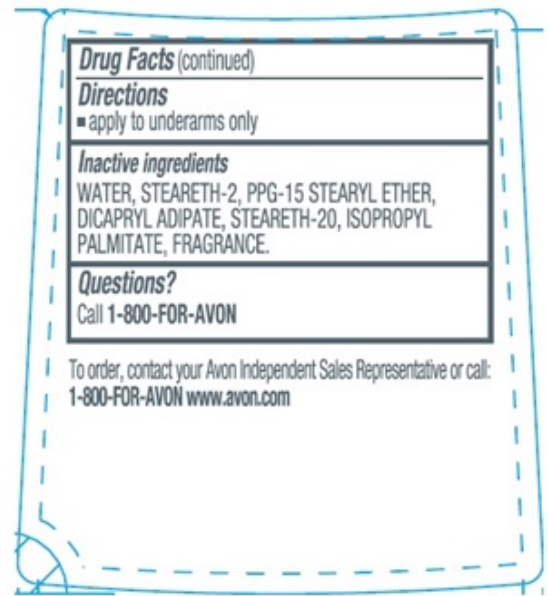 Drug Facts (continued)
Directions
▪ apply to underarms only
Inactive ingredients
WATER, STEARETH-2, PPG-15 STEARYL ETHER,
DICAPRYL ADIPATE, STEARETH-20, ISOPROPYL
PALMITATE, FRAGRANCE.
Questions?
Call 1-800-FOR-AVON
To order, contact your Avon Independent Sales Representative or call:
1-800-FOR-AVON www.avon.com